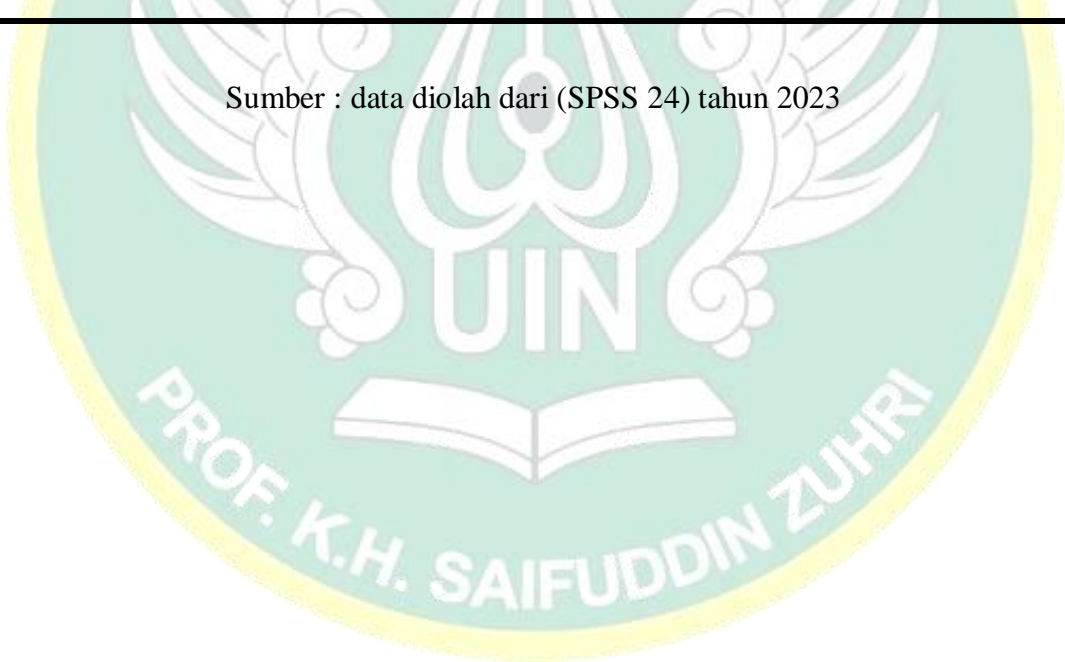 Sumber : data diolah dari (SPSS 24) tahun 2023
UIN
PROF. K.H. SAIFUDDIN ZUHRI